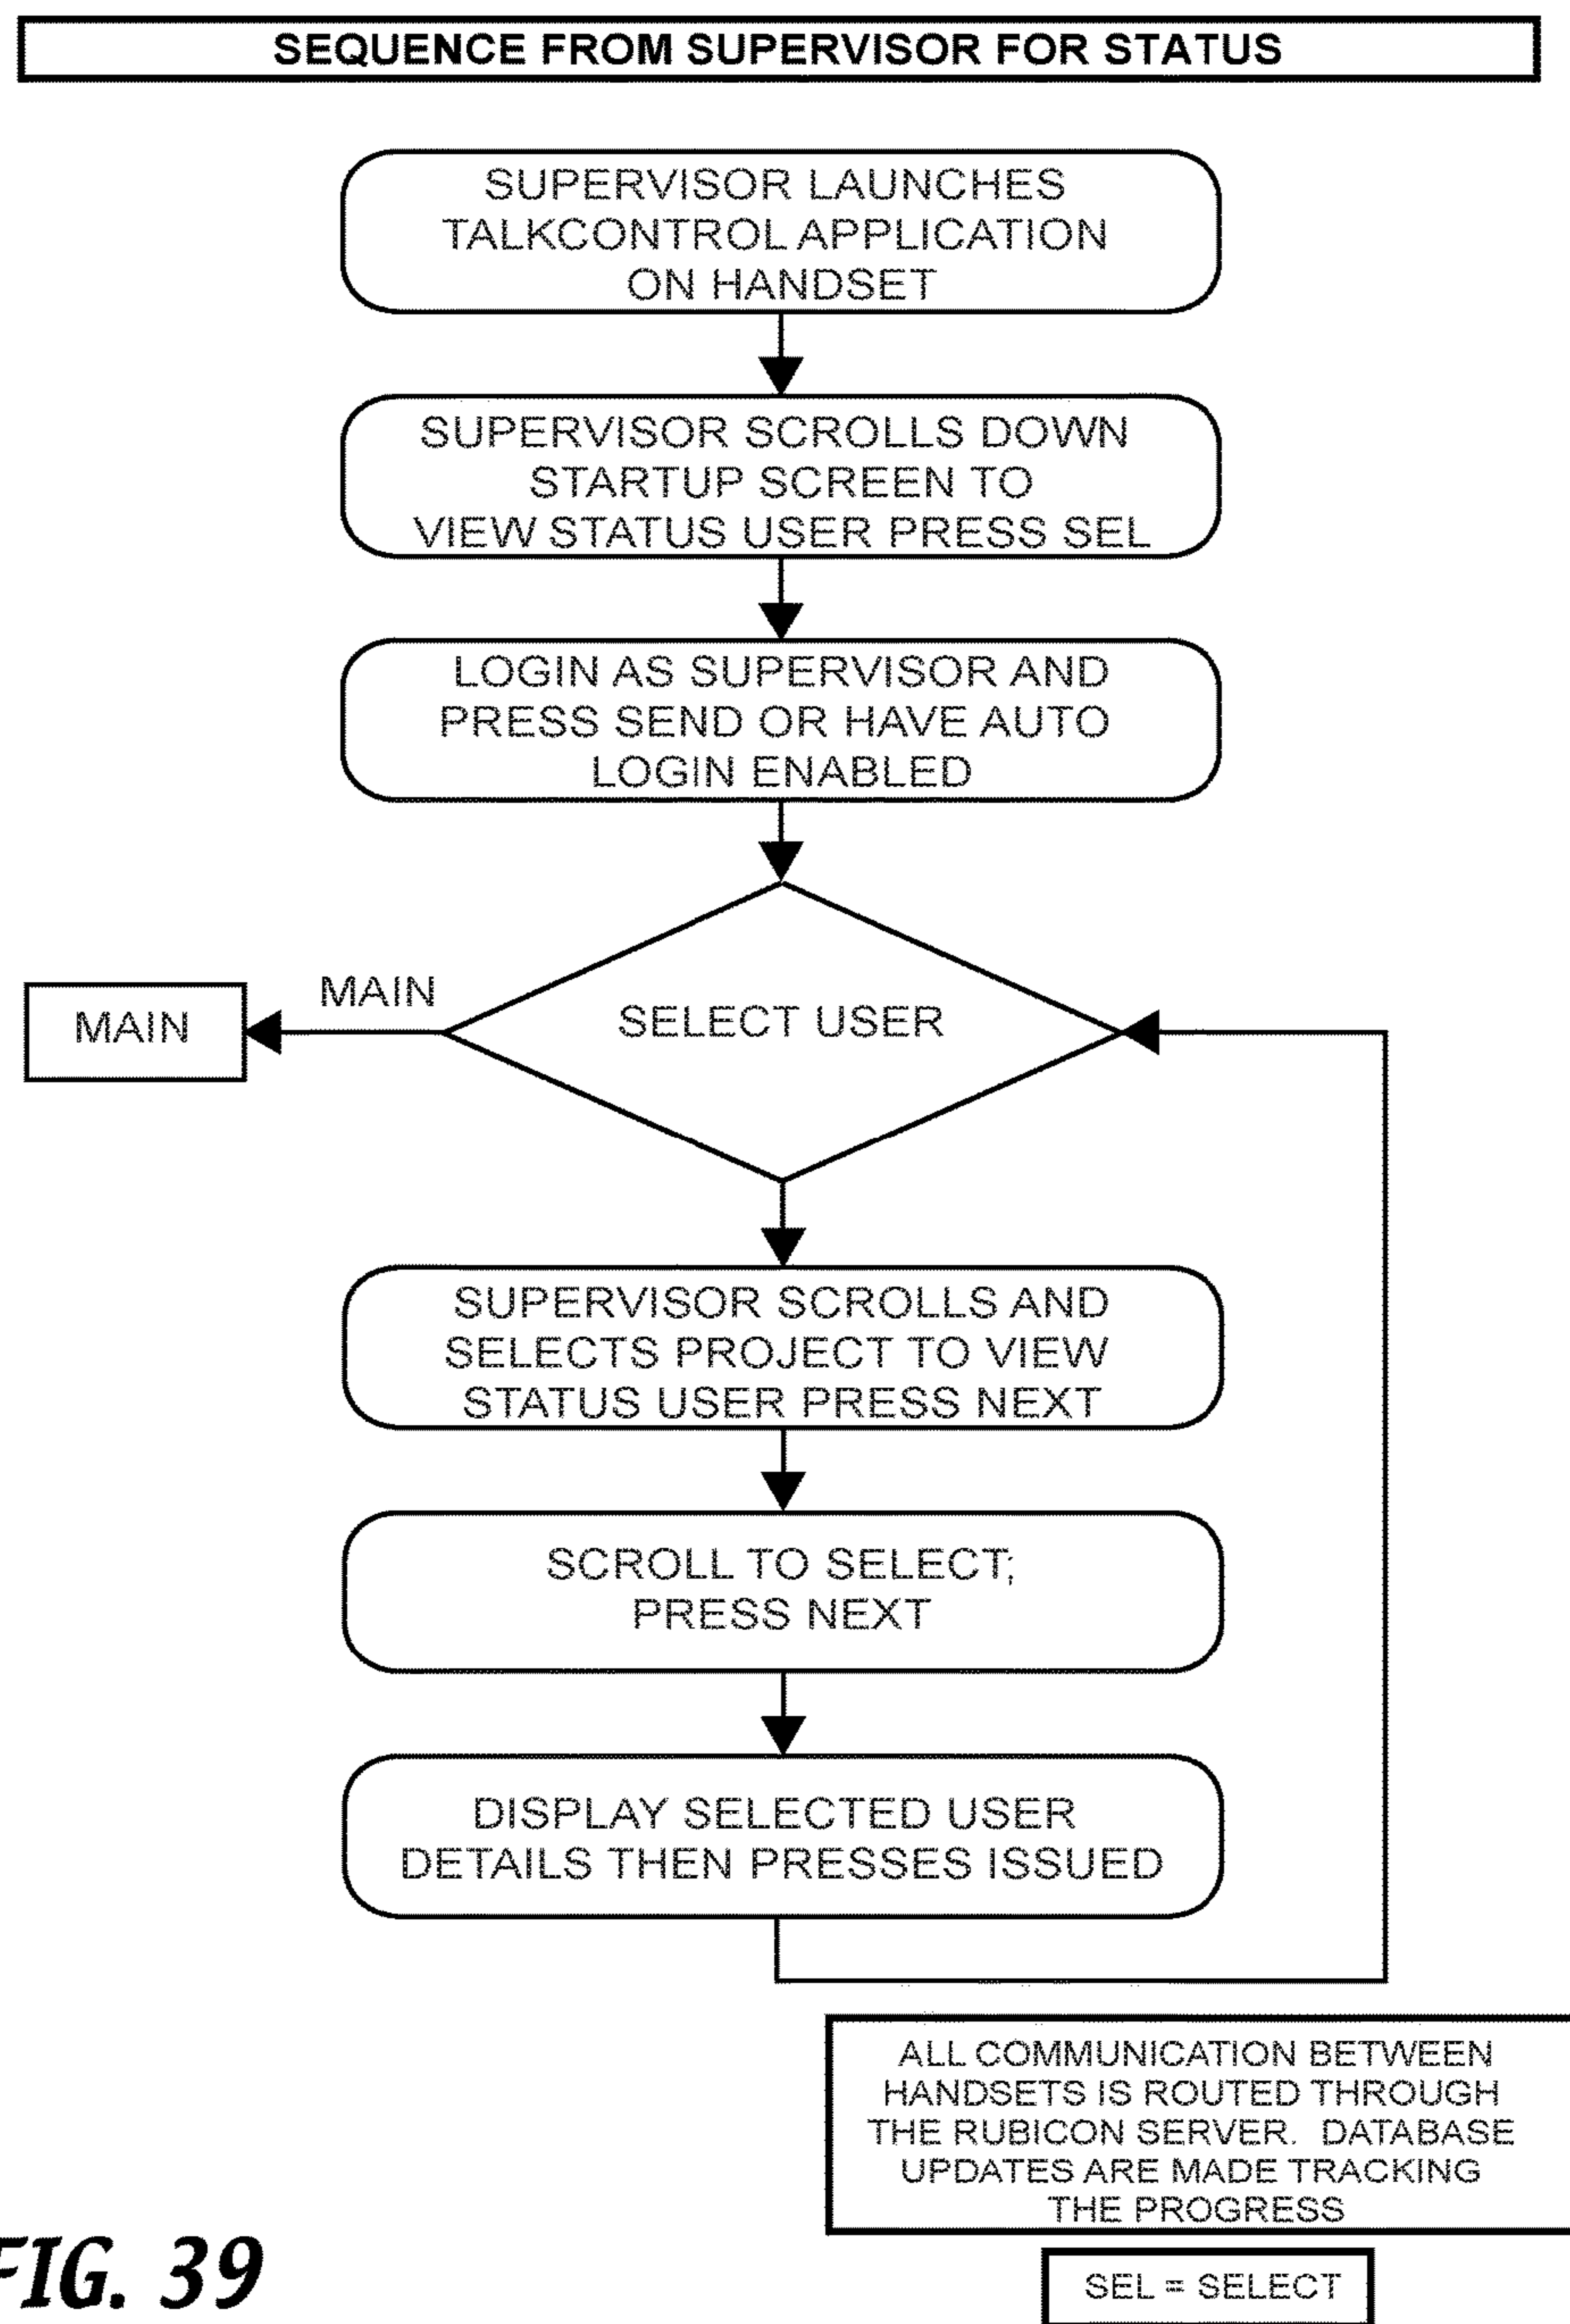 SEQUENCE FROM SUPERVISOR FOR STATUS
SUPERVISOR LAUNCHES
TALKCONTROL APPLICATION
ON HANDSET
SUPERVISOR SCROLLS DOWN
STARTUP SCREEN TO
VIEW STATUS USER PRESS SEL
LOGIN AS SUPERVISOR AND
PRESS SEND OR HAVE AUTO
LOGIN ENABLED
MAIN
MAIN
SELECT USER
SUPERVISOR SCROLLS AND
SELECTS PROJECT TO VIEW
STATUS USER PRESS NEXT
SCROLL TO SELECT;
PRESS NEXT
DISPLAY SELECTED USER
DETAILS THEN PRESSES ISSUED
ALL COMMUNICATION BETWEEN
HANDSETS IS ROUTED THROUGH
THE RUBICON SERVER. DATABASE
UPDATES ARE MADE TRACKING
THE PROGRESS
FIG. 39
SEL = SELECT